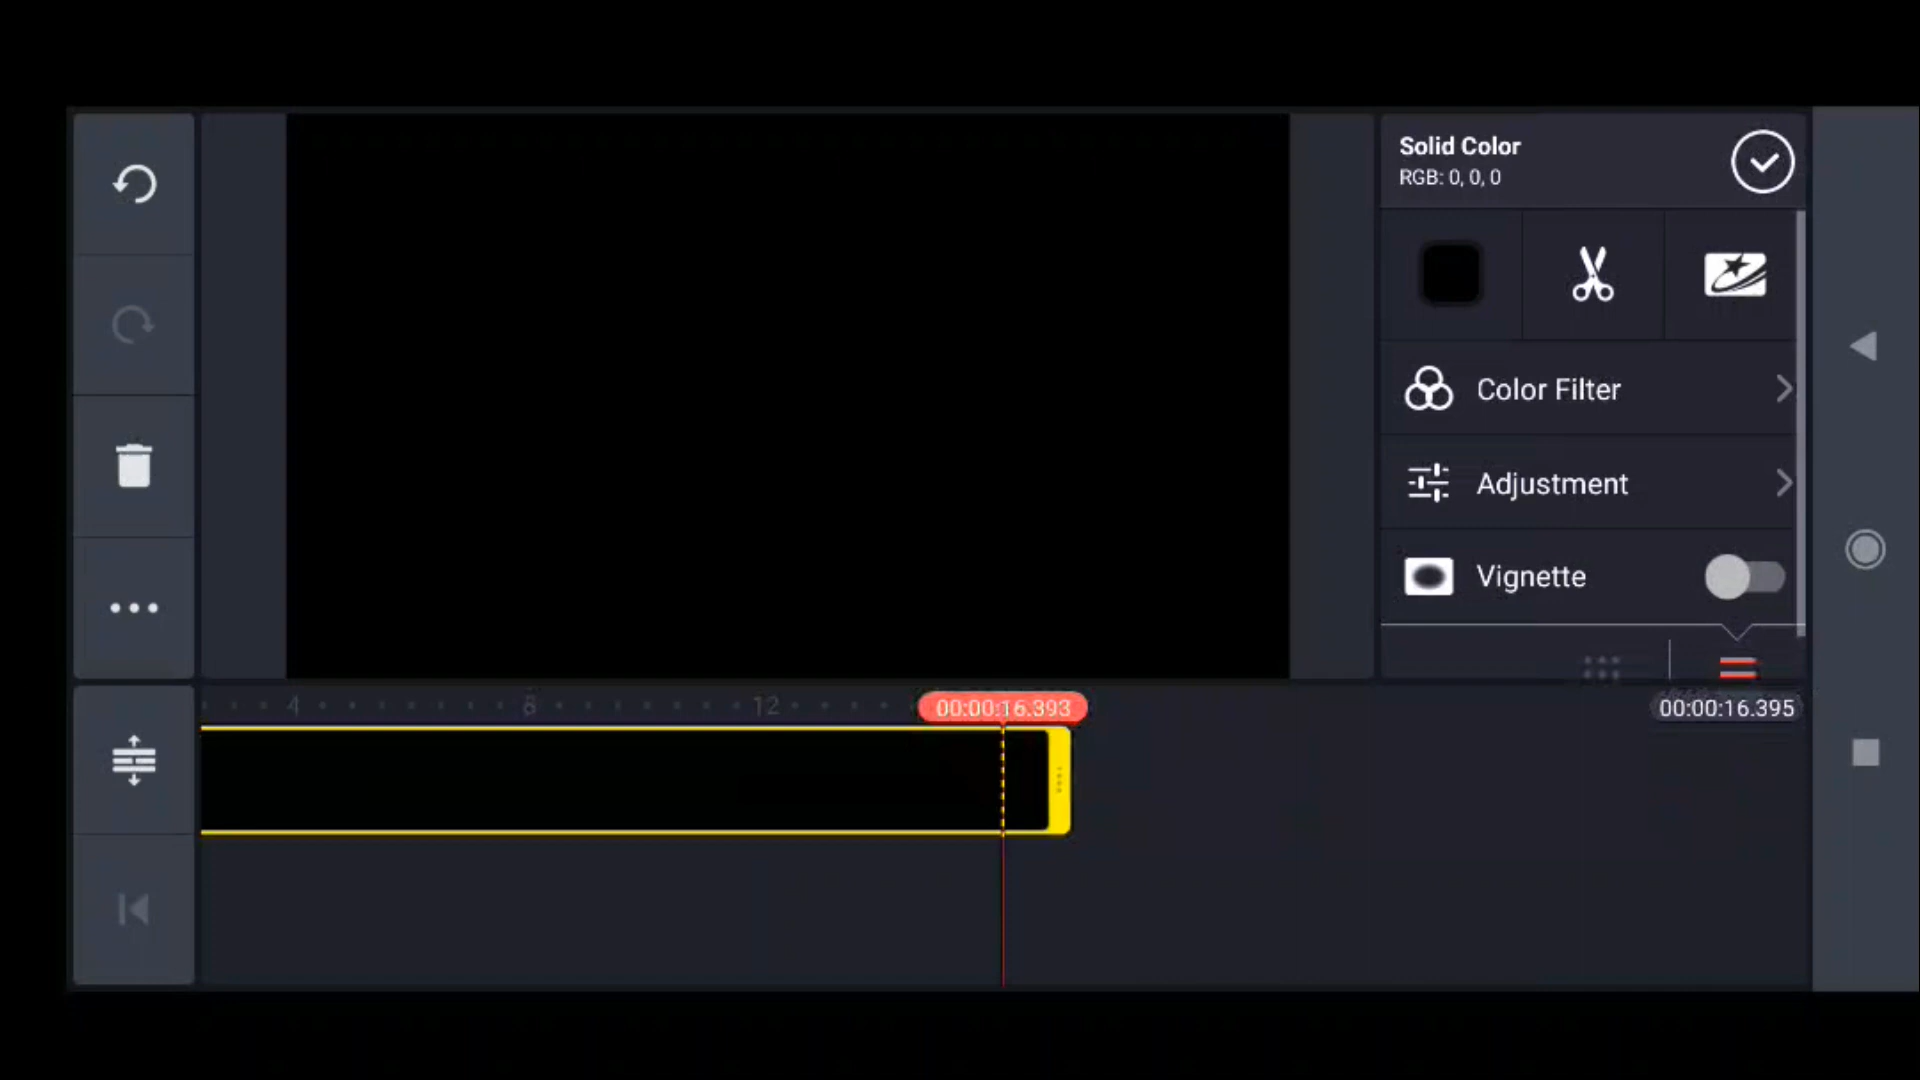 Solid Color
RGB: 0, 0, 0
Color Filter
Adjustment
Vignette
4
8
12
00:00:16.393
00:00:16.395